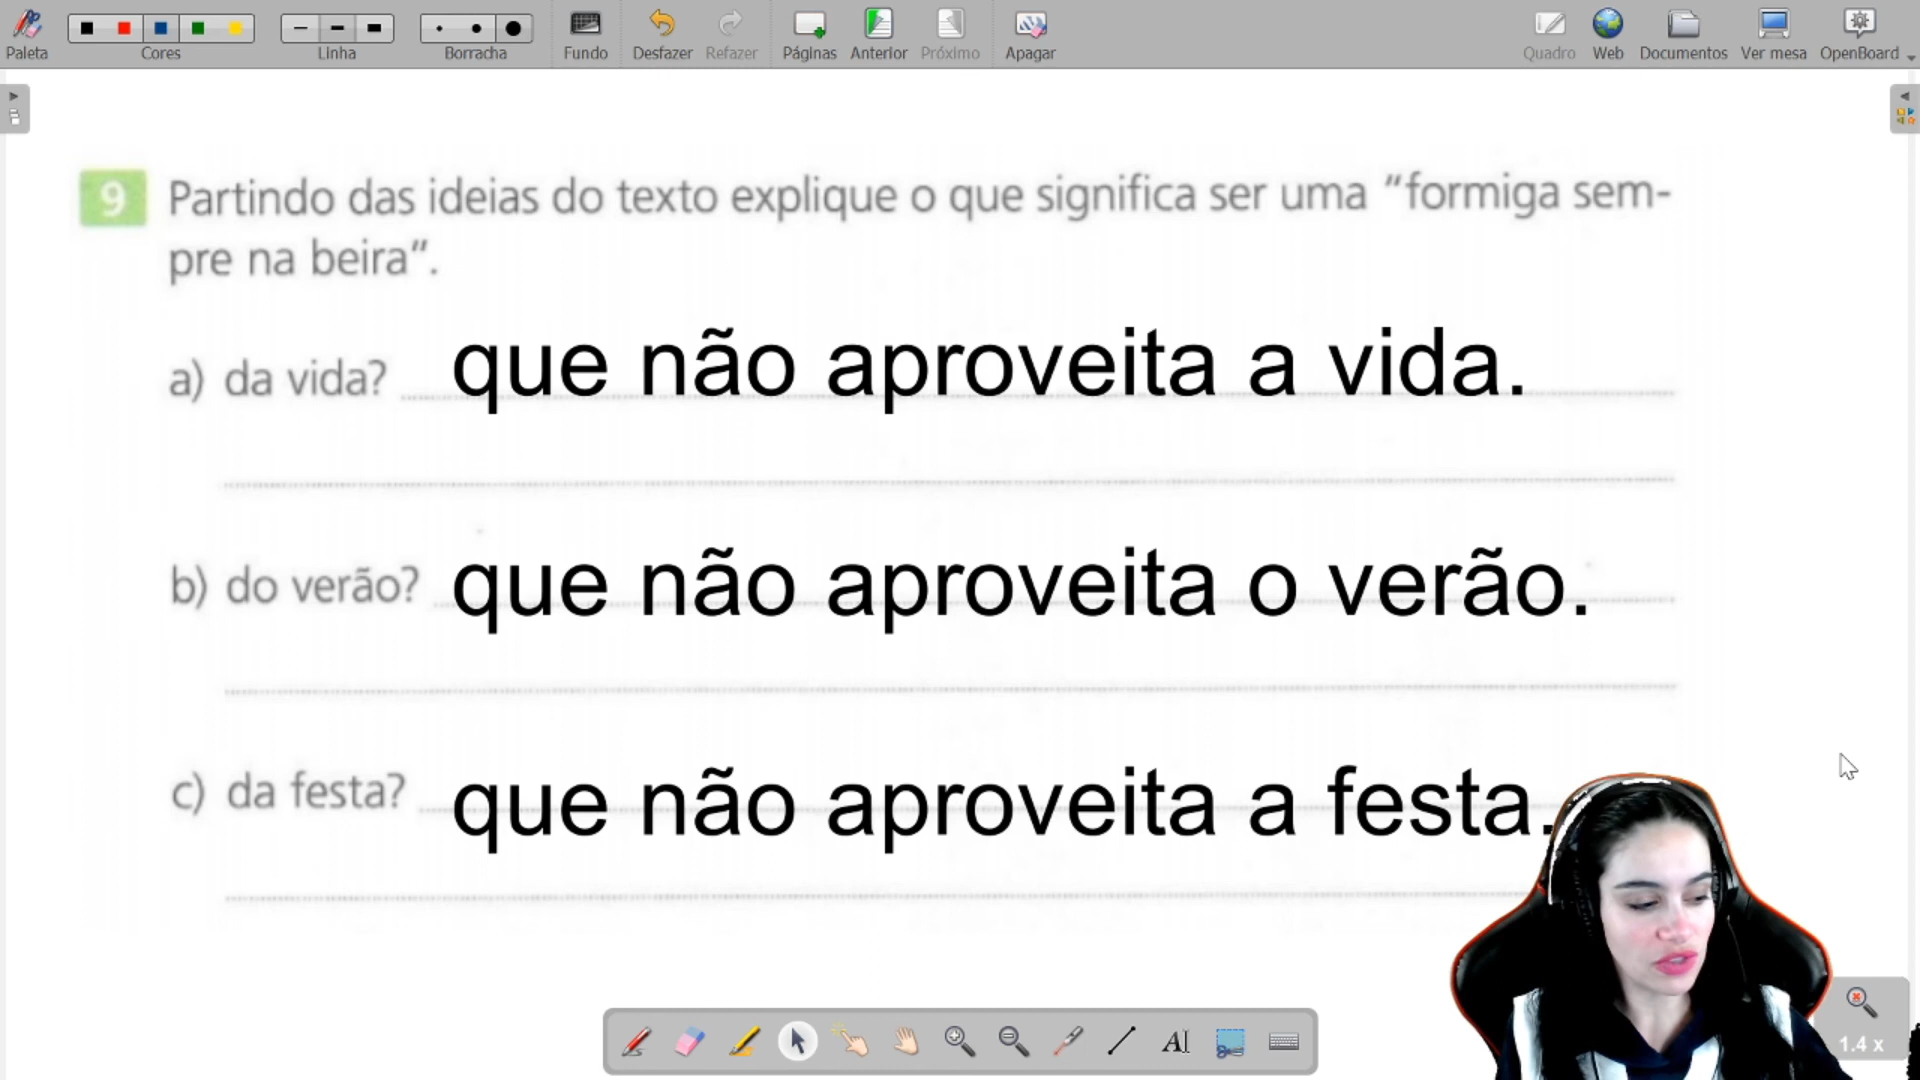 Paleta
Cores
Linha
Borracha
Fundo
Desfazer
Refazer
Páginas
Anterior
Próximo
Apagar
Quadro
Web
Documentos
Ver mesa
OpenBoard
9 Partindo das ideias do texto explique o que significa ser uma “formiga sem-
pre na beira”.
a) da vida? que não aproveita a vida.
b) do verão? que não aproveita o verão.
c) da festa? que não aproveita a festa.
AI
1.4 x